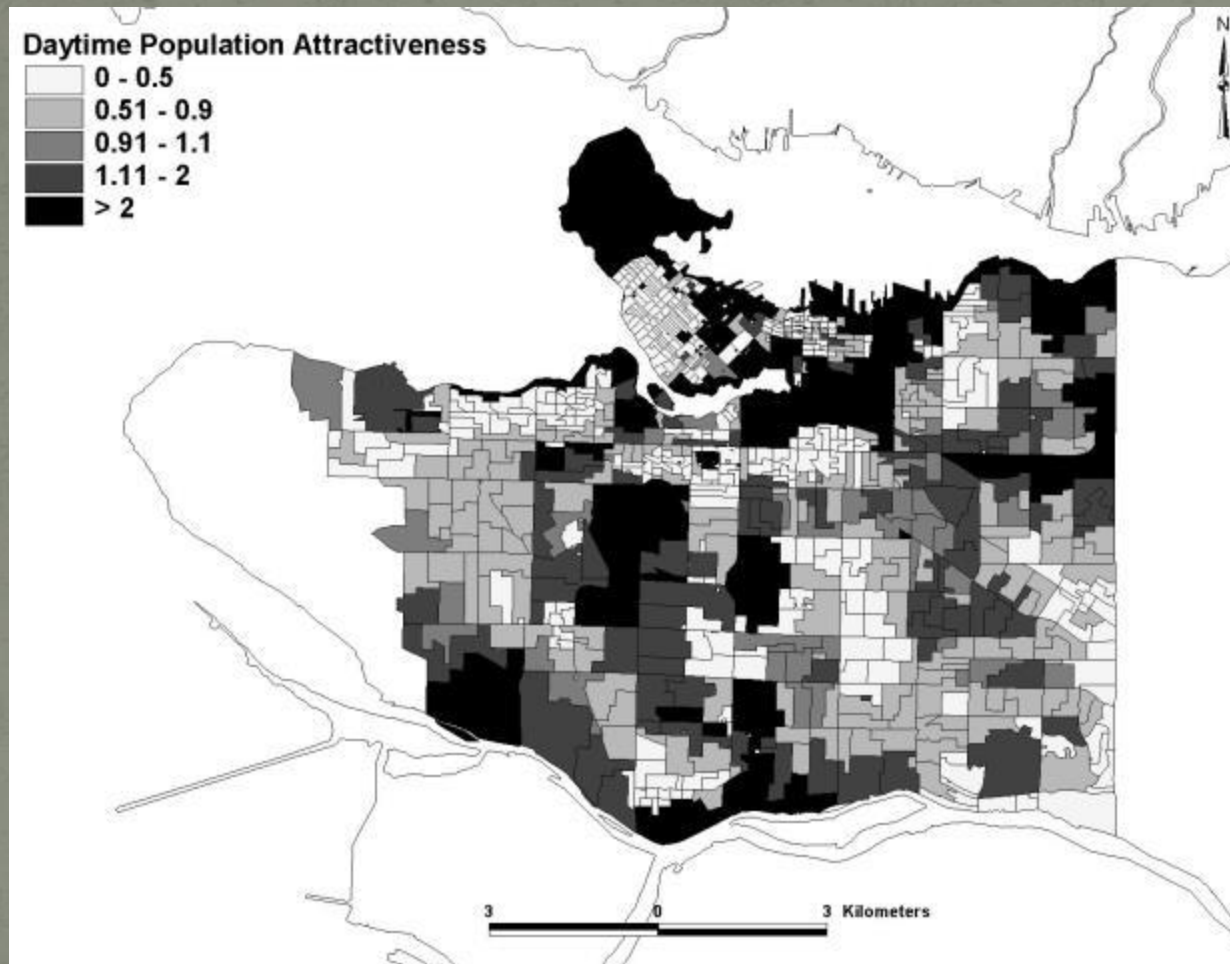 Daytime Population Attractiveness
0 - 0.5
0.51 - 0.9
0.91 - 1.1
1.11 - 2
> 2
N
3 0 3 Kilometers